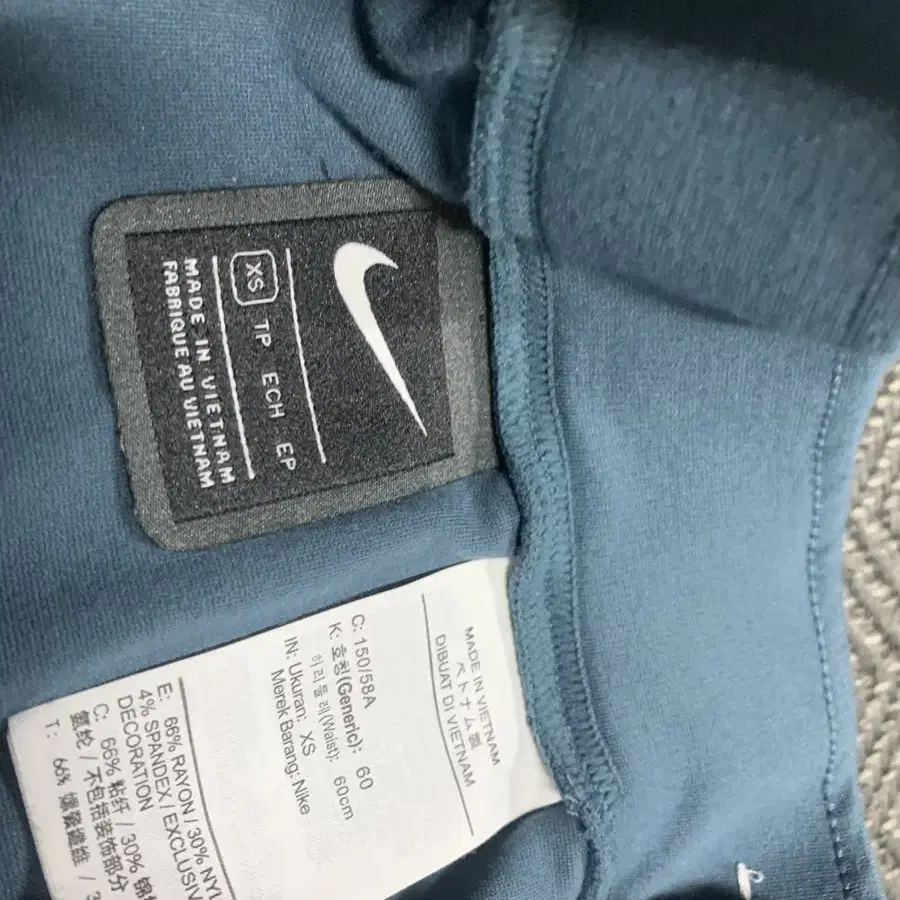 XS TP ECH EP
MADE IN VIETNAM
FABRIQUE AU VIETNAM
MADE IN VIETNAM
ベトナム製
DIBUAT DI VIETNAM
C: 150/58A
K: 호칭(Generic): 60
허리둘레(Waist): 60cm
IN: Ukuran: XS
Merek Barang: Nike
E: 66% RAYON / 30% NYL
4% SPANDEX / EXCLUSIV
DECORATION
C: 66% 粘纤 / 30% 锦
氨纶 / 不包括装饰部分
T: 66% 嫘縈纖維 / 3